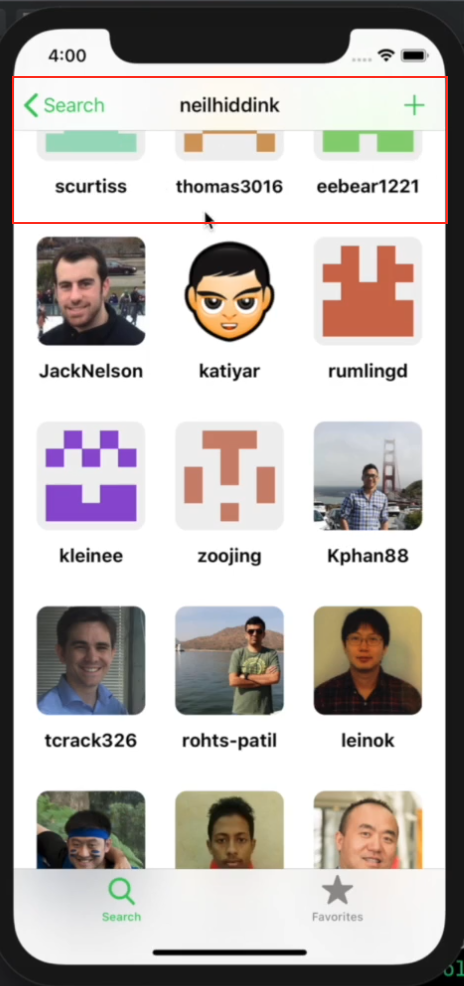 4:00
Search neilhiddink +
scurtiss thomas3016 eebear1221
JackNelson katiyar rumlingd
kleinee zoojing Kphan88
tcrack326 rohts-patil leinok
Search Favorites